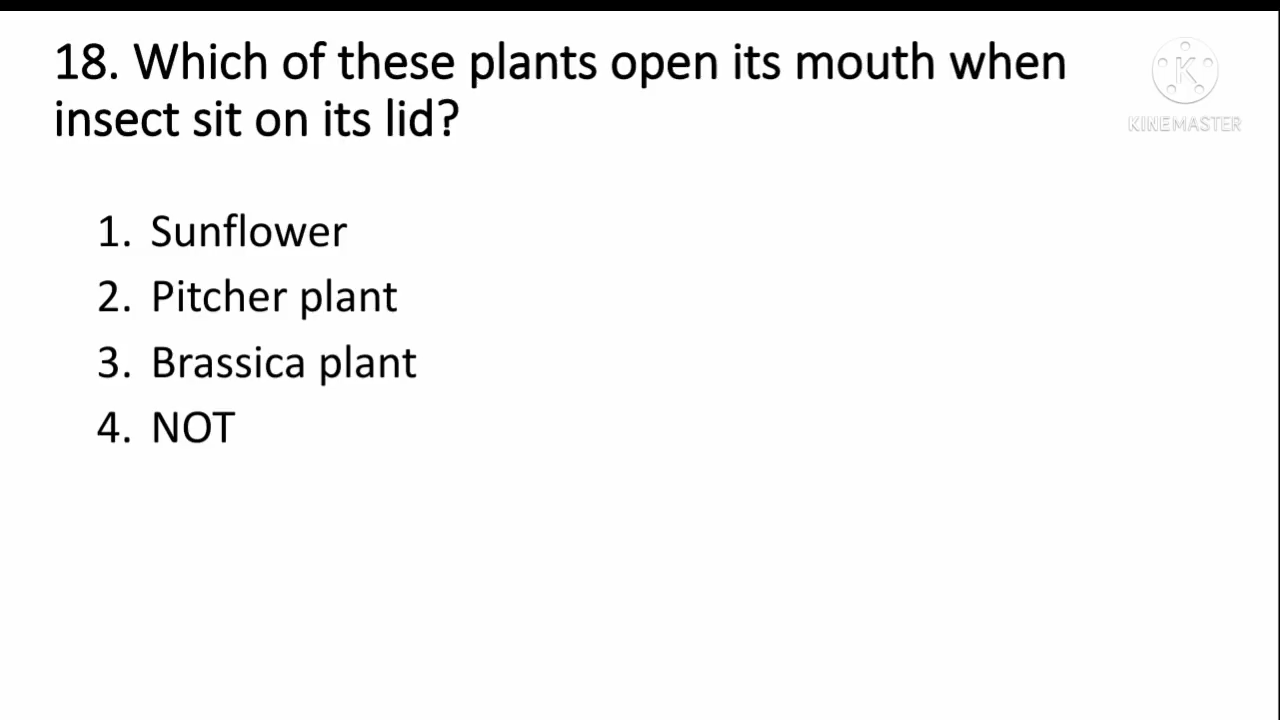 18. Which of these plants open its mouth when
insect sit on its lid?
K
KINEMASTER
1. Sunflower
2. Pitcher plant
3. Brassica plant
4. NOT